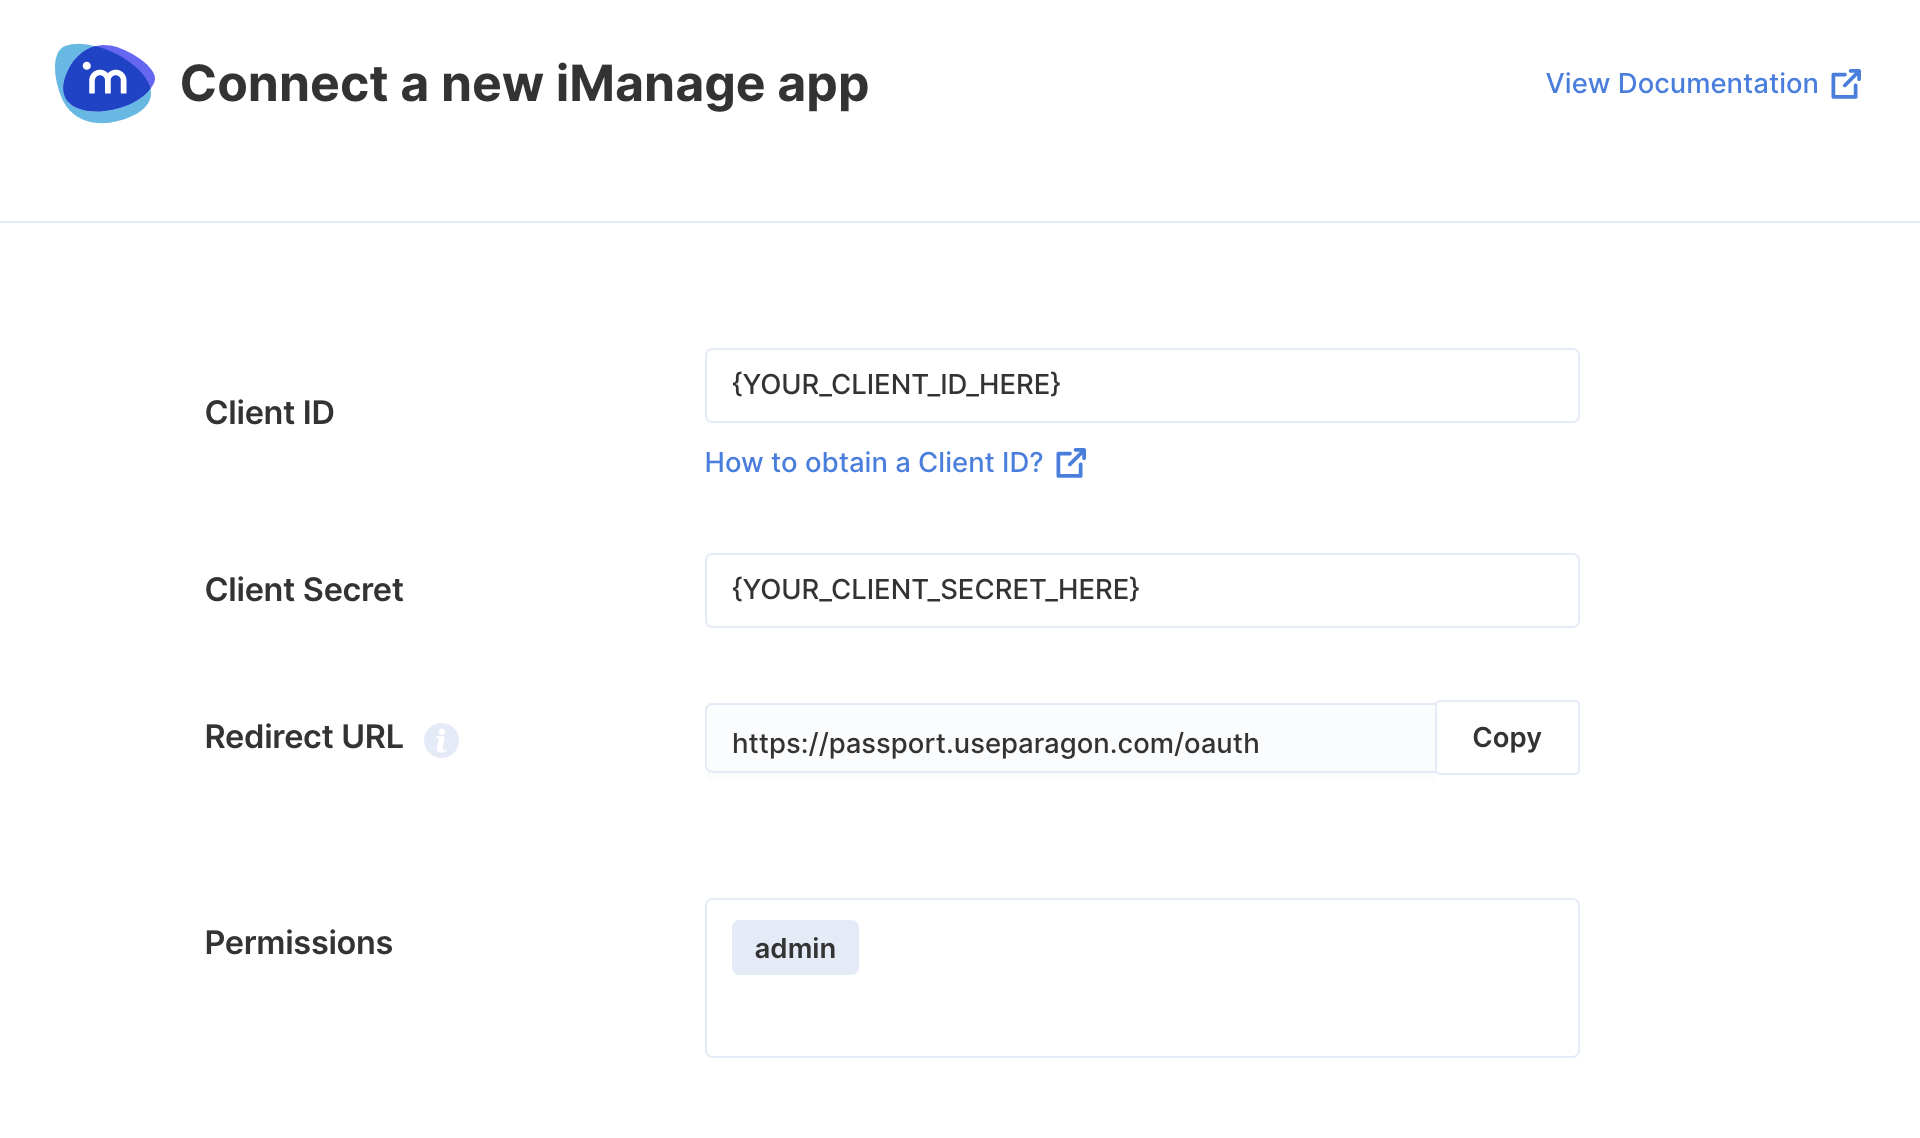 im
Connect a new iManage app
View Documentation
Client ID
{YOUR_CLIENT_ID_HERE}
How to obtain a Client ID?
Client Secret
{YOUR_CLIENT_SECRET_HERE}
Redirect URL
i
https://passport.useparagon.com/oauth
Copy
Permissions
admin